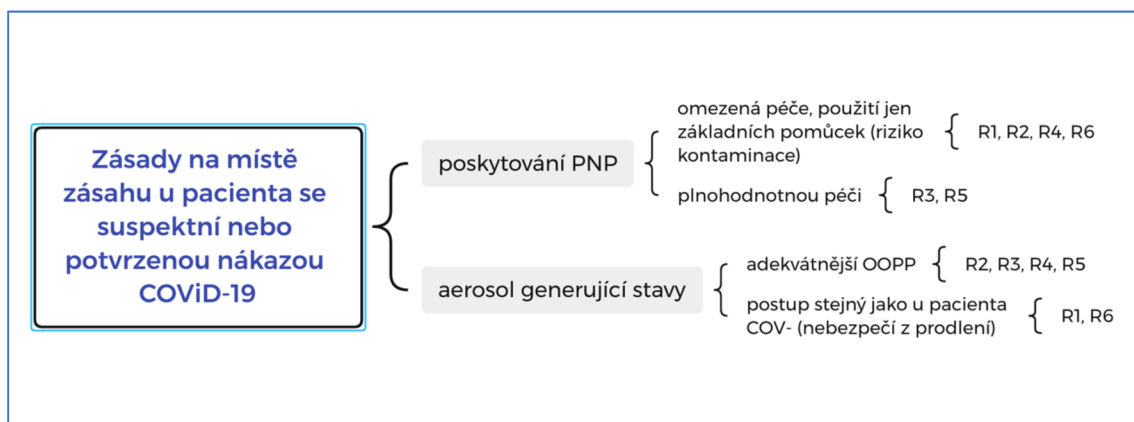 Zásady na místě
zásahu u pacienta se
suspektní nebo
potvrzenou nákazou
COViD-19
poskytování PNP
omezená péče, použití jen
základních pomůcek (riziko
kontaminace)
R1, R2, R4, R6
plnohodnotnou péči
R3, R5
aerosol generující stavy
adekvátnější OOPP
R2, R3, R4, R5
postup stejný jako u pacienta
COV- (nebezpečí z prodlení)
R1, R6